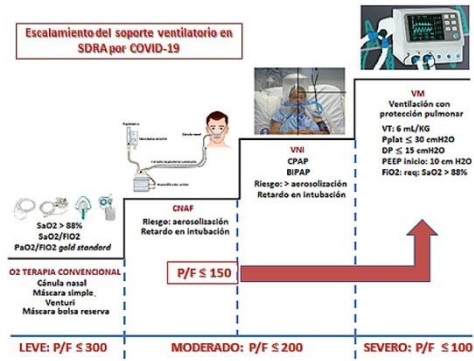 Escalamiento del soporte ventilatorio en
SDRA por COVID-19
VM
Ventilación con
protección pulmonar
VT: 6 mL/KG
Pplat ≤ 30 cmH2O
DP ≤ 15 cmH2O
PEEP inicio: 10 cm H2O
FiO2: req: SaO2 > 88%
VNI
CPAP
BIPAP
Riesgo: > aerosolización
Retardo en intubación
CNAF
Riesgo: aerosolización
Retardo en intubación
SaO2 > 88%
SaO2/FIO2
PaO2/FIO2 gold standard
O2 TERAPIA CONVENCIONAL
Cánula nasal
Máscara simple,
Venturi
Máscara bolsa reserva
P/F ≤ 150
LEVE: P/F ≤ 300
MODERADO: P/F ≤ 200
SEVERO: P/F ≤ 100